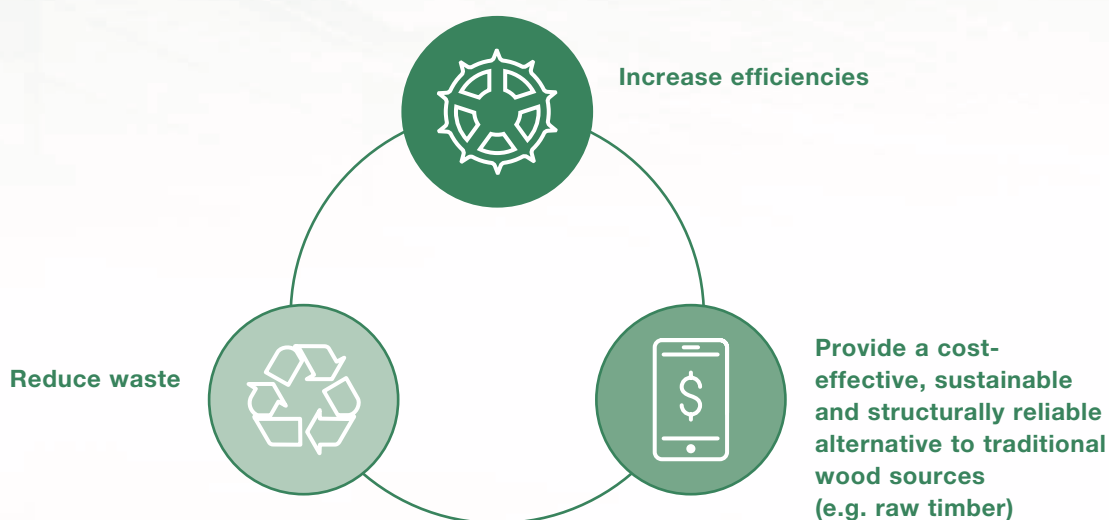 Increase efficiencies
Reduce waste
Provide a cost-
effective, sustainable
and structurally reliable
alternative to traditional
wood sources
(e.g. raw timber)
$